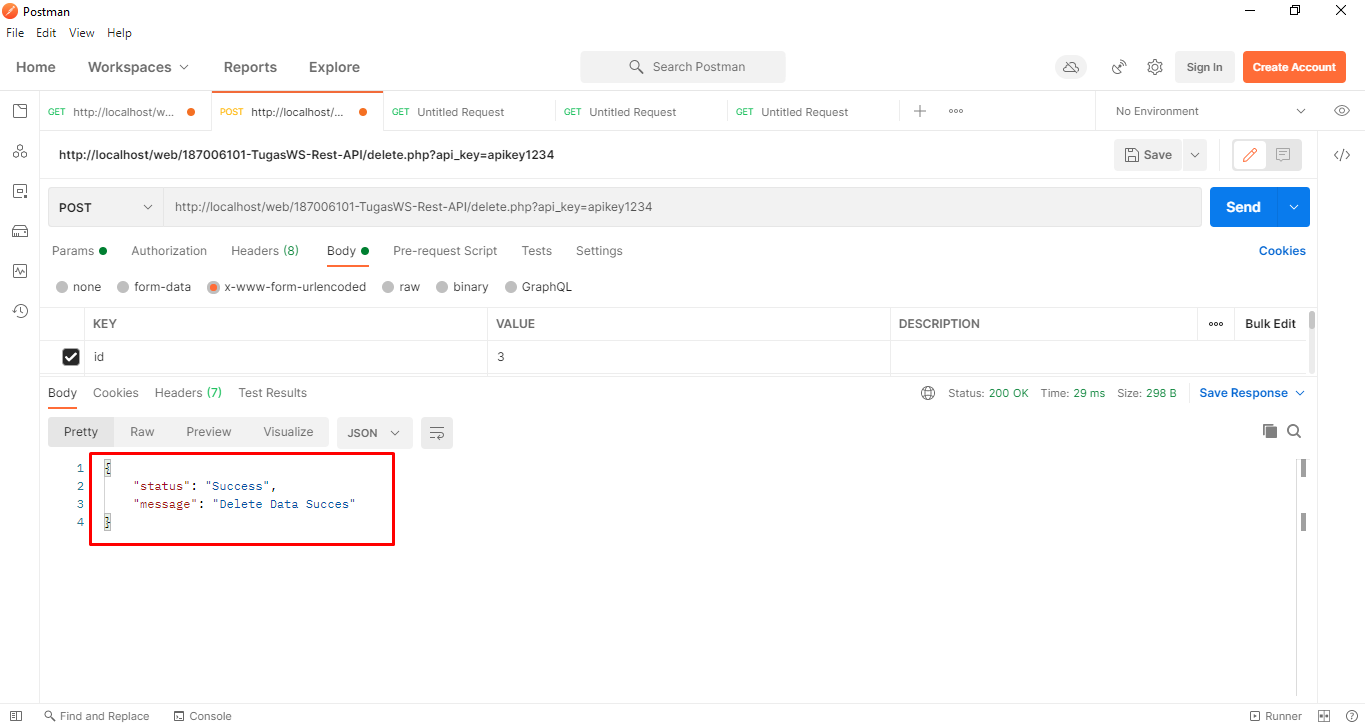 Postman
File Edit View Help
Home Workspaces Reports Explore Search Postman Sign In Create Account
GET http://localhost/w... POST http://localhost/... GET Untitled Request GET Untitled Request GET Untitled Request No Environment
http://localhost/web/187006101-TugasWS-Rest-API/delete.php?api_key=apikey1234 Save
POST http://localhost/web/187006101-TugasWS-Rest-API/delete.php?api_key=apikey1234 Send
Params Authorization Headers (8) Body Pre-request Script Tests Settings Cookies
none form-data x-www-form-urlencoded raw binary GraphQL
KEY VALUE DESCRIPTION Bulk Edit
id 3
Body Cookies Headers (7) Test Results Status: 200 OK Time: 29 ms Size: 298 B Save Response
Pretty Raw Preview Visualize JSON
1 {
2 "status": "Success",
3 "message": "Delete Data Succes"
4 }
Find and Replace Console Runner